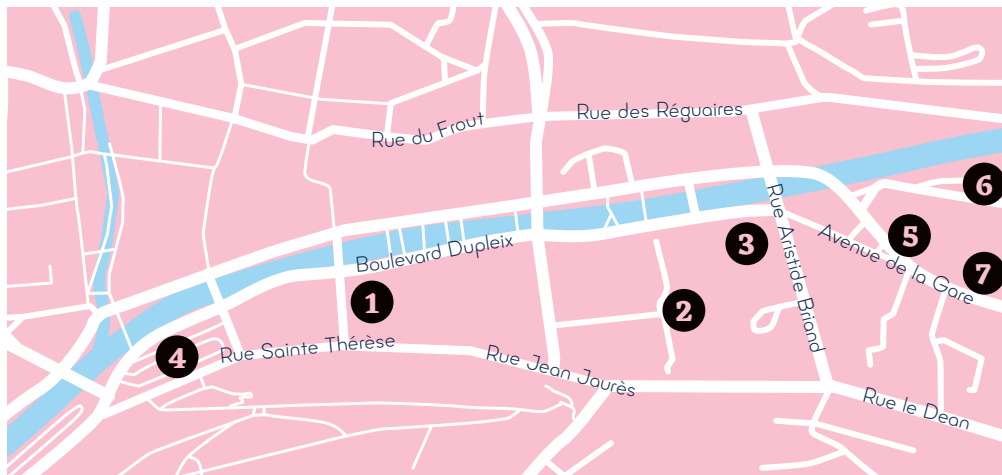 Rue du Frout
Rue des Réguaires
6
Rue Aristide Briand
5
3
Avenue de la Gare
Boulevard Dupleix
7
1
2
4
Rue Sainte Thérèse
Rue Jean Jaurès
Rue le Dean